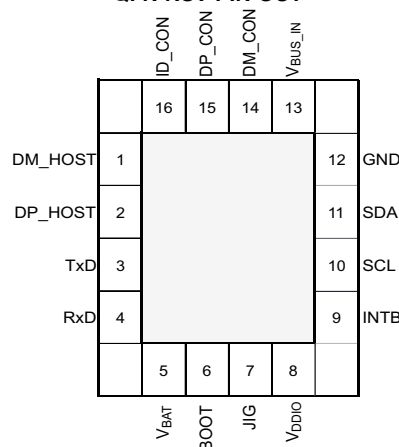 ID_CON
DP_CON
DM_CON
VBUS_IN
16 15 14 13
DM_HOST 1
DP_HOST 2
TxD 3
RxD 4
12 GND
11 SDA
10 SCL
9 INTB
5 6 7 8
VBAT
BOOT
JIG
VDDIO